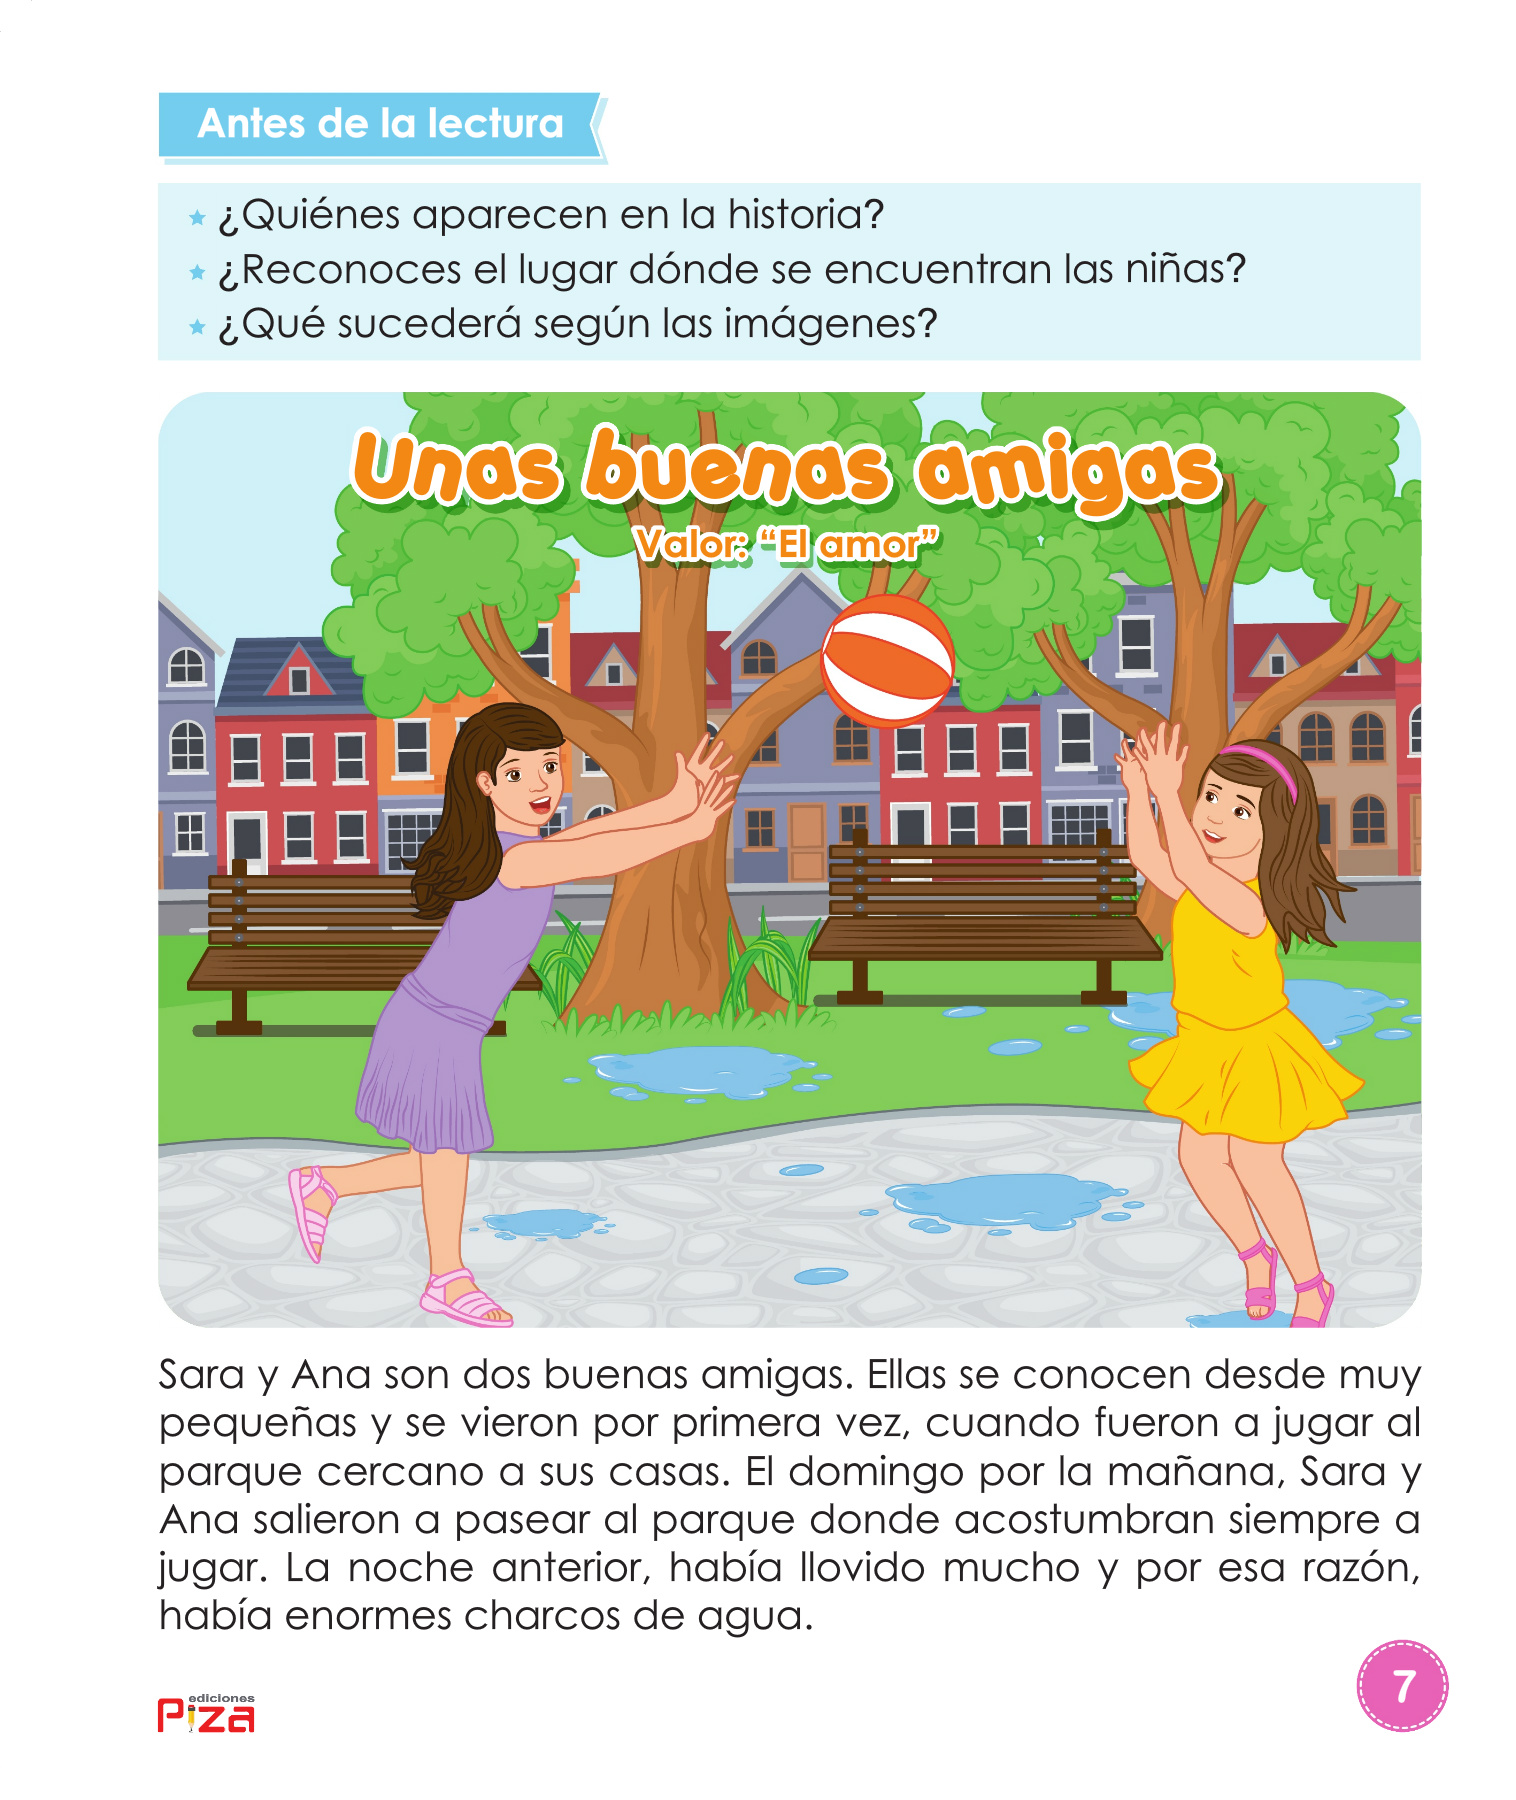 Antes de la lectura
¿Quiénes aparecen en la historia?
¿Reconoces el lugar dónde se encuentran las niñas?
¿Qué sucederá según las imágenes?
Unas buenas amigas
Valor: “El amor”
Sara y Ana son dos buenas amigas. Ellas se conocen desde muy
pequeñas y se vieron por primera vez, cuando fueron a jugar al
parque cercano a sus casas. El domingo por la mañana, Sara y
Ana salieron a pasear al parque donde acostumbran siempre a
jugar. La noche anterior, había llovido mucho y por esa razón,
había enormes charcos de agua.
7
ediciones
Piza